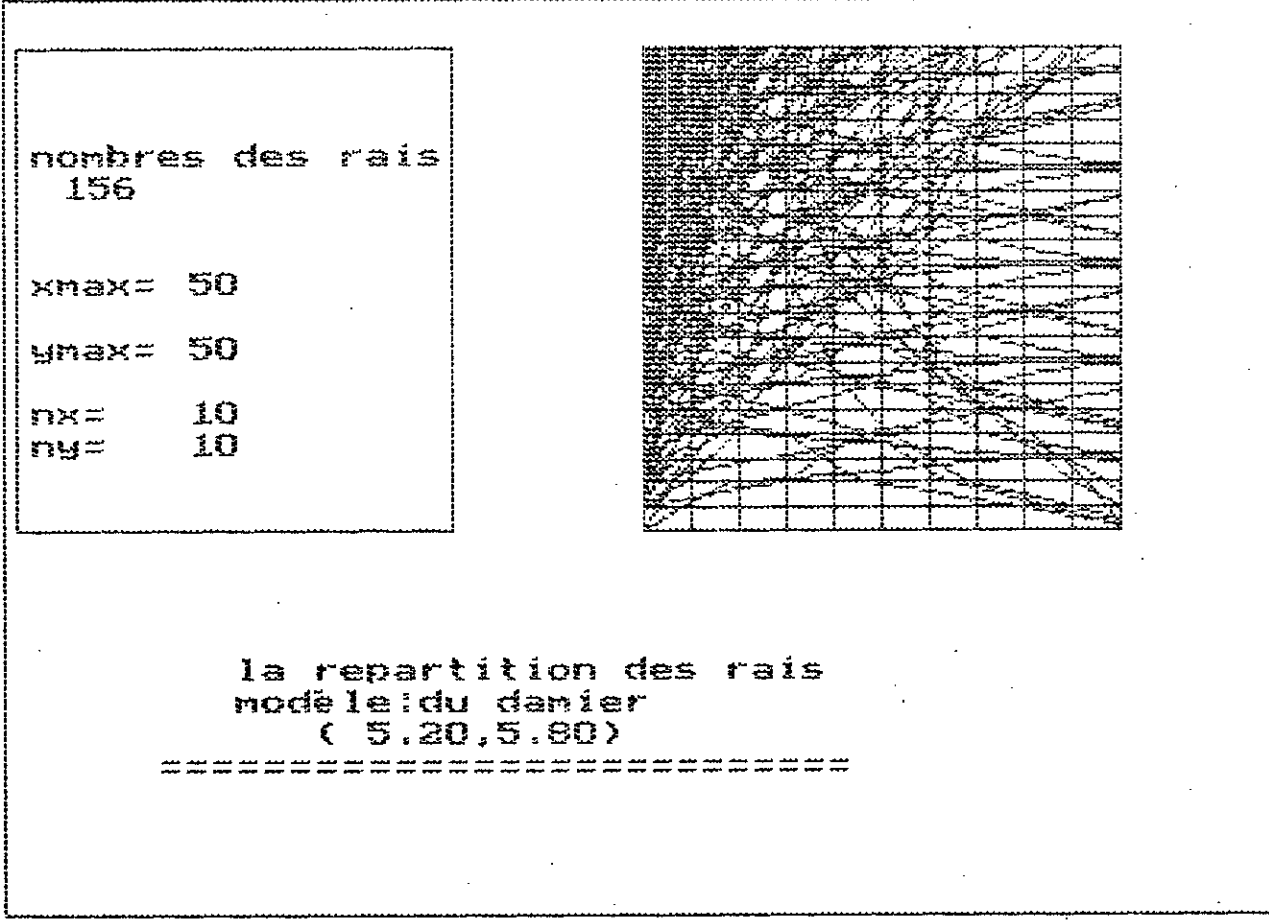 nombres des rais
156
xmax= 50
ymax= 50
nx= 10
ny= 10
la repartition des rais
modèle:du damier
( 5.20,5.80)
===========================